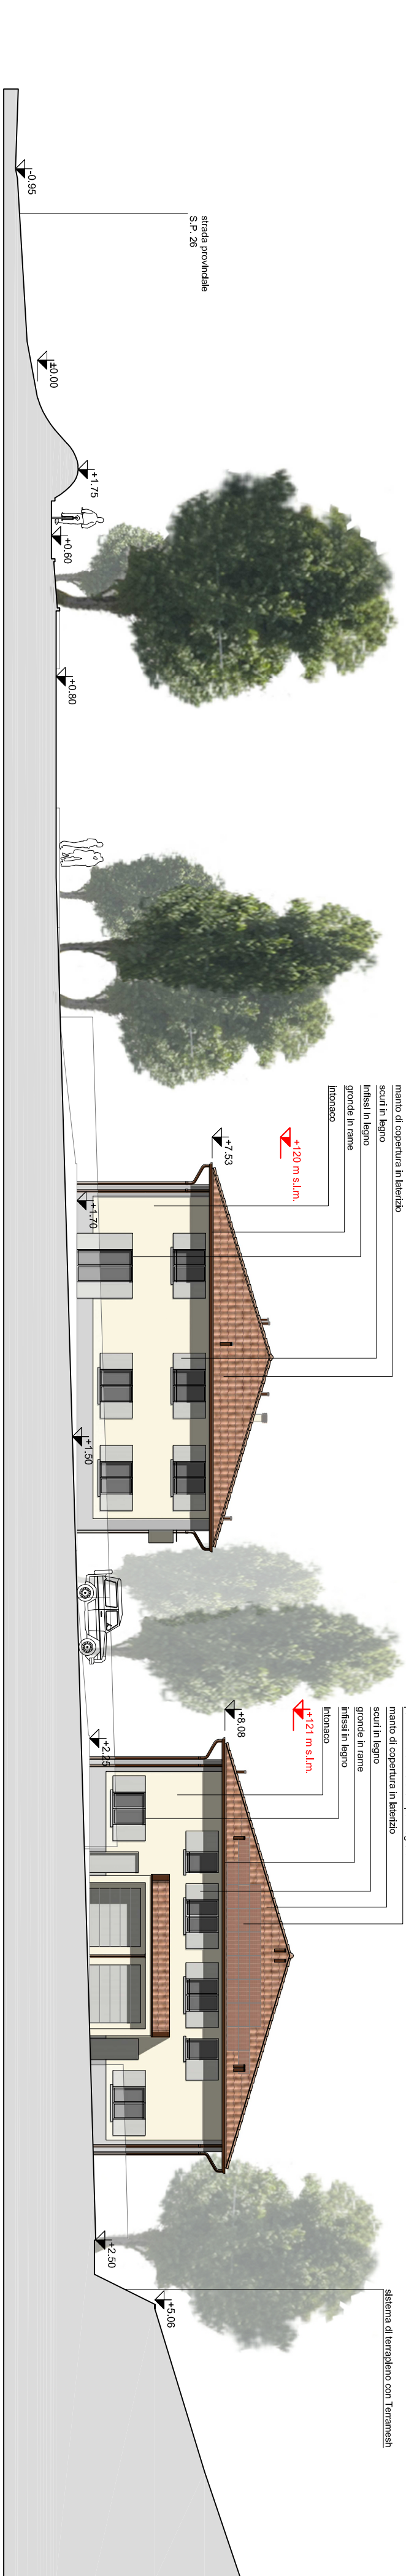 -0.95
strada provinciale
S.P. 26
±0.00
+1.75
+0.60
+0.80
manto di copertura in laterizio
scuri in legno
infissi in legno
gronde in rame
intonaco
+120 m s.l.m.
+7.53
+1.70
+1.50
manto di copertura in laterizio
scuri in legno
gronde in rame
infissi in legno
intonaco
+121 m s.l.m.
+8.08
+2.25
+2.50
+5.06
sistema di terrapieno con Terramesh